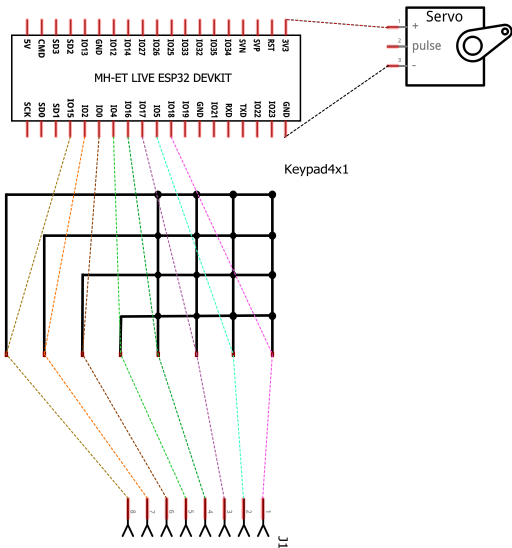 Servo
1 +
2 pulse
3 −
5V CMD SD3 SD2 IO13 GND IO12 IO14 IO27 IO26 IO25 IO33 IO32 IO35 IO34 SVN SVP RST 3V3
MH-ET LIVE ESP32 DEVKIT
SCK SD0 SD1 IO15 IO2 IO0 IO4 IO16 IO17 IO5 IO18 IO19 GND IO21 RXD TXD IO22 IO23 GND
Keypad4x1
8 7 6 5 4 3 2 1
J1